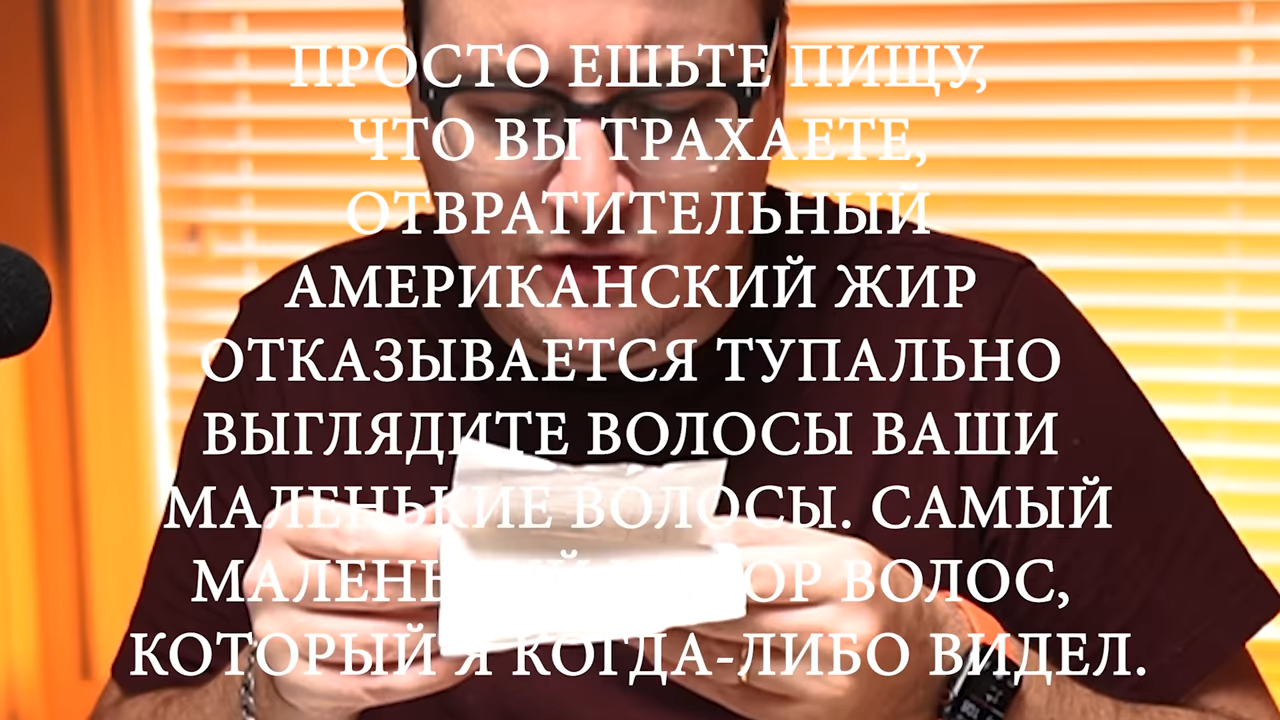 ПРОСТО ЕШЬТЕ ПИЩУ,
ЧТО ВЫ ТРАХАЕТЕ,
ОТВРАТИТЕЛЬНЫЙ
АМЕРИКАНСКИЙ ЖИР
ОТКАЗЫВАЕТСЯ ТУПАЛЬНО
ВЫГЛЯДИТЕ ВОЛОСЫ ВАШИ
МАЛЕНЬКИЕ ВОЛОСЫ. САМЫЙ
ВОЛОС,
КОТОРЫЙ Я КОГДА-ЛИБО ВИДЕЛ.